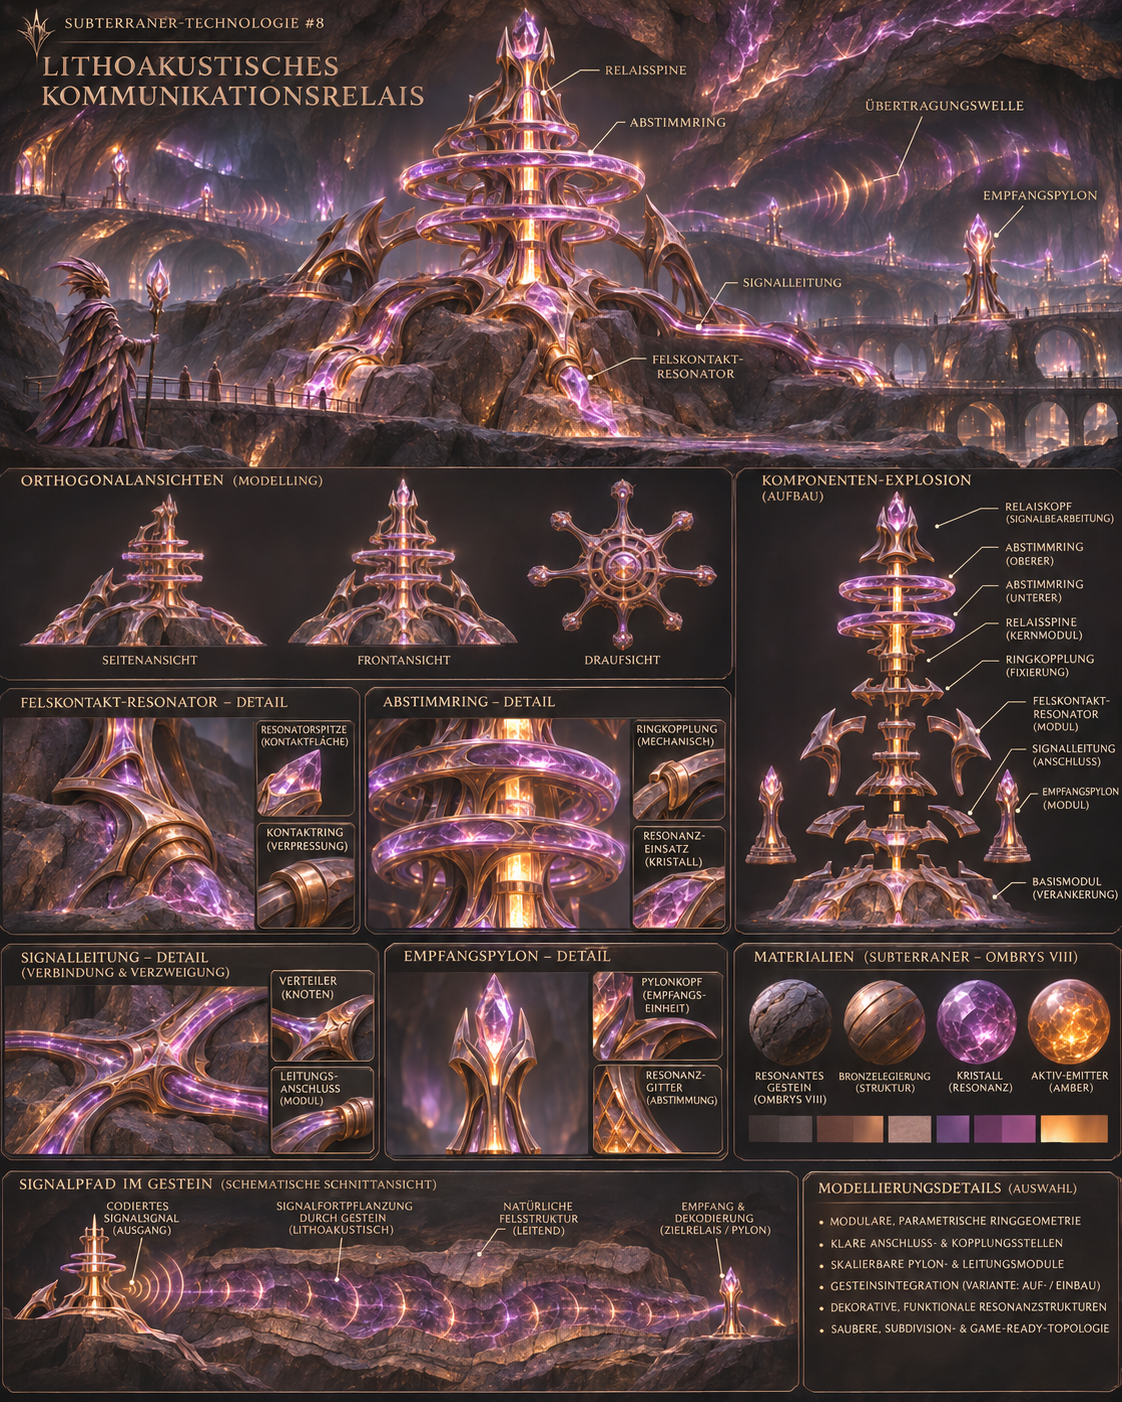 SUBTERRANER-TECHNOLOGIE #8
LITHOAKUSTISCHES
KOMMUNIKATIONSRELAIS
RELAISSPINE
ABSTIMMRING
ÜBERTRAGUNGSWELLE
EMPFANGSPYLON
SIGNALLEITUNG
FELSKONTAKT-
RESONATOR
ORTHOGONALANSICHTEN (MODELLING)
SEITENANSICHT
FRONTANSICHT
DRAUFSICHT
KOMPONENTEN-EXPLOSION
(AUFBAU)
RELAISKOPF
(SIGNALBEARBEITUNG)
ABSTIMMRING
(OBERER)
ABSTIMMRING
(UNTERER)
RELAISSPINE
(KERNMODUL)
RINGKOPPLUNG
(FIXIERUNG)
FELSKONTAKT-
RESONATOR
(MODUL)
SIGNALLEITUNG
(ANSCHLUSS)
EMPFANGSPYLON
(MODUL)
BASISMODUL
(VERANKERUNG)
FELSKONTAKT-RESONATOR – DETAIL
RESONATORSPITZE
(KONTAKTFLÄCHE)
KONTAKTRING
(VERPRESSUNG)
ABSTIMMRING – DETAIL
RINGKOPPLUNG
(MECHANISCH)
RESONANZ-
EINSATZ
(KRISTALL)
SIGNALLEITUNG – DETAIL
(VERBINDUNG & VERZWEIGUNG)
VERTEILER
(KNOTEN)
LEITUNGS-
ANSCHLUSS
(MODUL)
EMPFANGSPYLON – DETAIL
PYLONKOPF
(EMPFANGS-
EINHEIT)
RESONANZ-
GITTER
(ABSTIMMUNG)
MATERIALIEN (SUBTERRANER – OMBRYS VIII)
RESONANTES
GESTEIN
(OMBRYS VIII)
BRONZELEGIERUNG
(STRUKTUR)
KRISTALL
(RESONANZ)
AKTIV-EMITTER
(AMBER)
SIGNALPFAD IM GESTEIN (SCHEMATISCHE SCHNITTANSICHT)
CODIERTES
SIGNALSIGNAL
(AUSGANG)
SIGNALFORTPFLANZUNG
DURCH GESTEIN
(LITHOAKUSTISCH)
NATÜRLICHE
FELSSTRUKTUR
(LEITEND)
EMPFANG &
DEKODIERUNG
(ZIELRELAIS / PYLON)
MODELLIERUNGSDETAILS (AUSWAHL)
• MODULARE, PARAMETRISCHE RINGGEOMETRIE
• KLARE ANSCHLUSS- & KOPPLUNGSSTELLEN
• SKALIERBARE PYLON- & LEITUNGSMODULE
• GESTEINSINTEGRATION (VARIANTE: AUF- / EINBAU)
• DEKORATIVE, FUNKTIONALE RESONANZSTRUKTUREN
• SAUBERE, SUBDIVISION- & GAME-READY-TOPOLOGIE